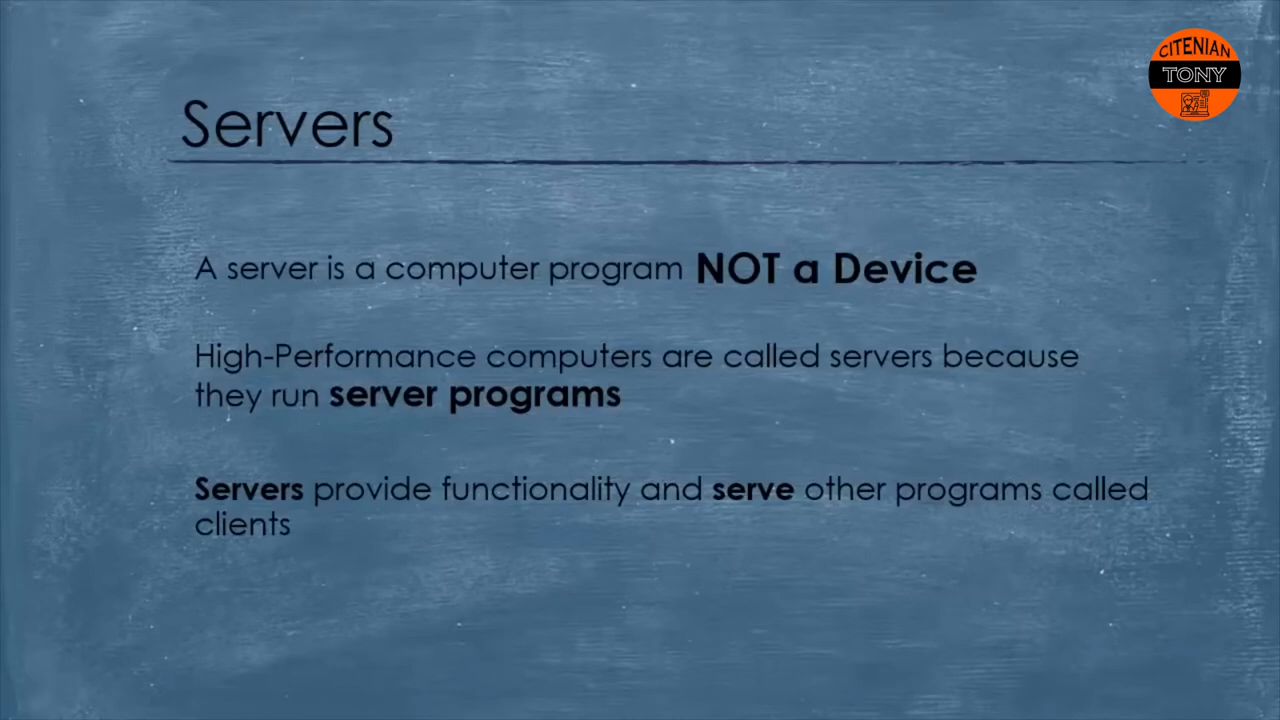 CITENIAN
TONY
Servers
A server is a computer program NOT a Device
High-Performance computers are called servers because
they run server programs
Servers provide functionality and serve other programs called
clients